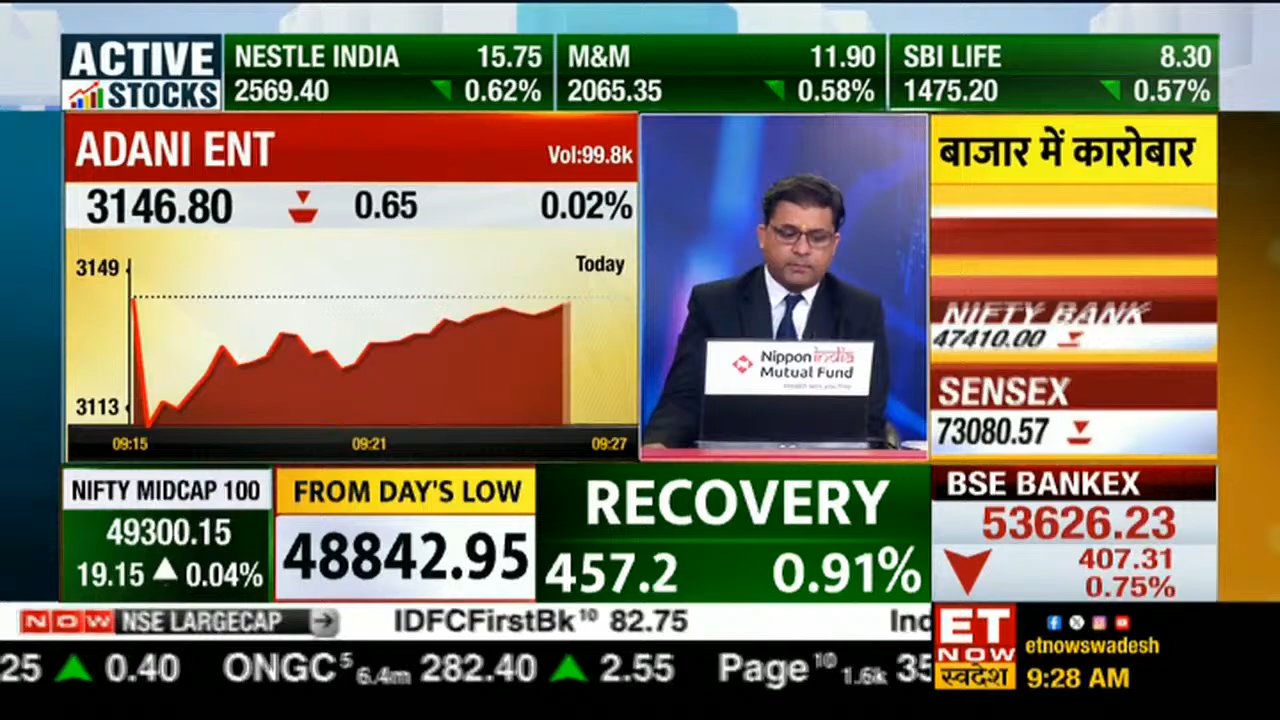 ACTIVE STOCKS
NESTLE INDIA 15.75
2569.40 0.62%
M&M 11.90
2065.35 0.58%
SBI LIFE 8.30
1475.20 0.57%
ADANI ENT Vol:99.8k
3146.80 0.65 0.02%
Today
3149
3113
09:15 09:21 09:27
Nippon india
Mutual Fund
बाजार में कारोबार
NIFTY BANK
47410.00
SENSEX
73080.57
NIFTY MIDCAP 100
49300.15
19.15 0.04%
FROM DAY'S LOW
48842.95
RECOVERY
457.2 0.91%
BSE BANKEX
53626.23
407.31
0.75%
NOW NSE LARGECAP IDFCFirstBk 10 82.75 Ind
25 0.40 ONGC 5 6.4m 282.40 2.55 Page 10 1.6k 35
ET
NOW
स्वदेश
etnowswadesh
9:28 AM